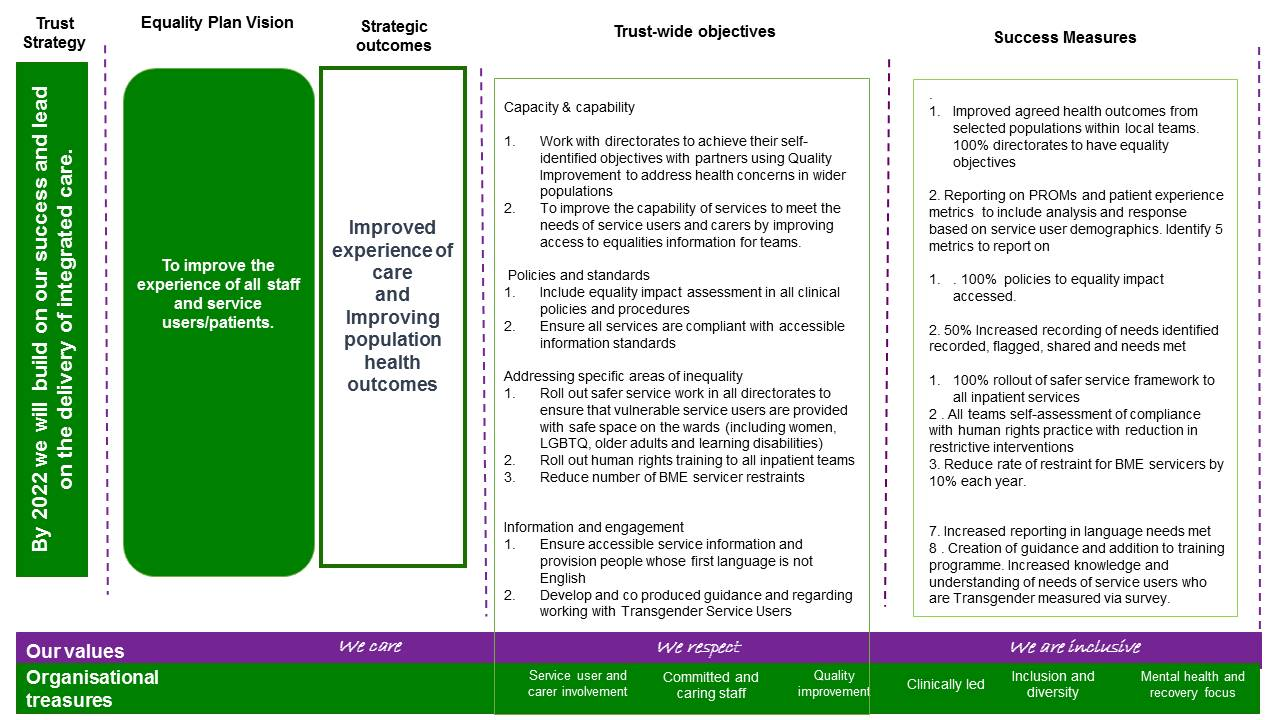 Trust
Strategy
Equality Plan Vision
Strategic
outcomes
Trust-wide objectives
Success Measures
By 2022 we will build on our success and lead
on the delivery of integrated care.
To improve the
experience of all staff
and service
users/patients.
Improved
experience of
care
and
Improving
population
health
outcomes
Capacity & capability
1. Work with directorates to achieve their self-
identified objectives with partners using Quality
Improvement to address health concerns in wider
populations
2. To improve the capability of services to meet the
needs of service users and carers by improving
access to equalities information for teams.
Policies and standards
1. Include equality impact assessment in all clinical
policies and procedures
2. Ensure all services are compliant with accessible
information standards
Addressing specific areas of inequality
1. Roll out safer service work in all directorates to
ensure that vulnerable service users are provided
with safe space on the wards (including women,
LGBTQ, older adults and learning disabilities)
2. Roll out human rights training to all inpatient teams
3. Reduce number of BME servicer restraints
Information and engagement
1. Ensure accessible service information and
provision people whose first language is not
English
2. Develop and co produced guidance and regarding
working with Transgender Service Users
.
1. Improved agreed health outcomes from
selected populations within local teams.
100% directorates to have equality
objectives
2. Reporting on PROMs and patient experience
metrics to include analysis and response
based on service user demographics. Identify 5
metrics to report on
1. . 100% policies to equality impact
accessed.
2. 50% Increased recording of needs identified
recorded, flagged, shared and needs met
1. 100% rollout of safer service framework to
all inpatient services
2 . All teams self-assessment of compliance
with human rights practice with reduction in
restrictive interventions
3. Reduce rate of restraint for BME servicers by
10% each year.
7. Increased reporting in language needs met
8 . Creation of guidance and addition to training
programme. Increased knowledge and
understanding of needs of service users who
are Transgender measured via survey.
Our values
We care
We respect
We are inclusive
Organisational
treasures
Service user and
carer involvement
Committed and
caring staff
Quality
improvement
Clinically led
Inclusion and
diversity
Mental health and
recovery focus